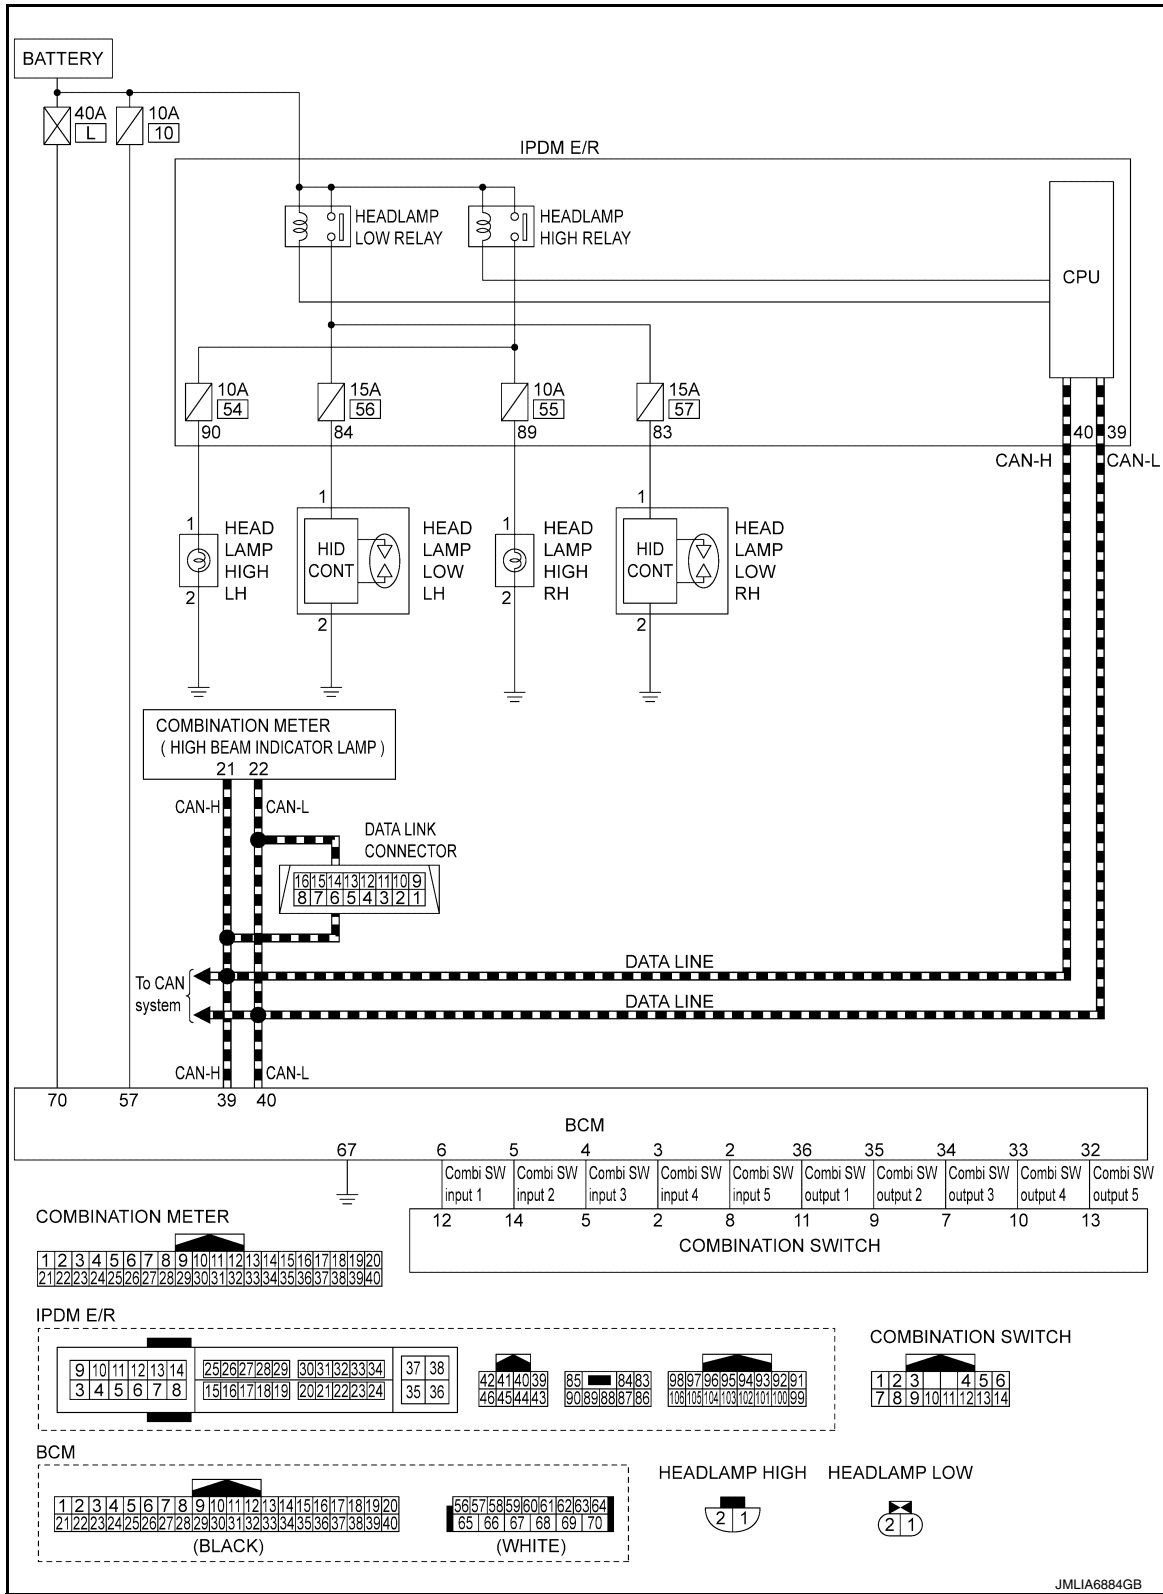 BATTERY
40A
L
10A
10
IPDM E/R
HEADLAMP
LOW RELAY
HEADLAMP
HIGH RELAY
CPU
10A
54
90
15A
56
84
10A
55
89
15A
57
83
40
39
CAN-H
CAN-L
1
2
HEAD
LAMP
HIGH
LH
1
HID
CONT
2
HEAD
LAMP
LOW
LH
1
2
HEAD
LAMP
HIGH
RH
1
HID
CONT
2
HEAD
LAMP
LOW
RH
COMBINATION METER
( HIGH BEAM INDICATOR LAMP )
21 22
CAN-H
CAN-L
DATA LINK
CONNECTOR
16 15 14 13 12 11 10 9
8 7 6 5 4 3 2 1
To CAN
system
DATA LINE
DATA LINE
CAN-H
CAN-L
70 57 39 40
BCM
67 6 5 4 3 2 36 35 34 33 32
Combi SW
input 1
Combi SW
input 2
Combi SW
input 3
Combi SW
input 4
Combi SW
input 5
Combi SW
output 1
Combi SW
output 2
Combi SW
output 3
Combi SW
output 4
Combi SW
output 5
12 14 5 2 8 11 9 7 10 13
COMBINATION SWITCH
COMBINATION METER
1 2 3 4 5 6 7 8 9 10 11 12 13 14 15 16 17 18 19 20
21 22 23 24 25 26 27 28 29 30 31 32 33 34 35 36 37 38 39 40
IPDM E/R
9 10 11 12 13 14
3 4 5 6 7 8
25 26 27 28 29 30 31 32 33 34
15 16 17 18 19 20 21 22 23 24
37 38
35 36
42 41 40 39
46 45 44 43
85 84 83
90 89 88 87 86
98 97 96 95 94 93 92 91
106 105 104 103 102 101 100 99
COMBINATION SWITCH
1 2 3 4 5 6
7 8 9 10 11 12 13 14
BCM
1 2 3 4 5 6 7 8 9 10 11 12 13 14 15 16 17 18 19 20
21 22 23 24 25 26 27 28 29 30 31 32 33 34 35 36 37 38 39 40
(BLACK)
56 57 58 59 60 61 62 63 64
65 66 67 68 69 70
(WHITE)
HEADLAMP HIGH
2 1
HEADLAMP LOW
2 1
JMLIA6884GB